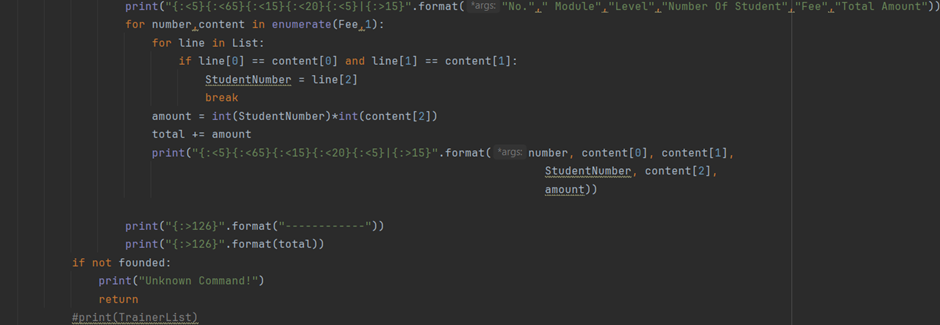 print("{:<5}{:<65}{:<15}{:<20}{:<5}|{:>15}".format( *args: "No."," Module","Level","Number Of Student","Fee","Total Amount"))
for number,content in enumerate(Fee,1):
for line in List:
if line[0] == content[0] and line[1] == content[1]:
StudentNumber = line[2]
break
amount = int(StudentNumber)*int(content[2])
total += amount
print("{:<5}{:<65}{:<15}{:<20}{:<5}|{:>15}".format( *args: number, content[0], content[1],
StudentNumber, content[2],
amount))
print("{:>126}".format("------------"))
print("{:>126}".format(total))
if not founded:
print("Unknown Command!")
return
#print(TrainerList)